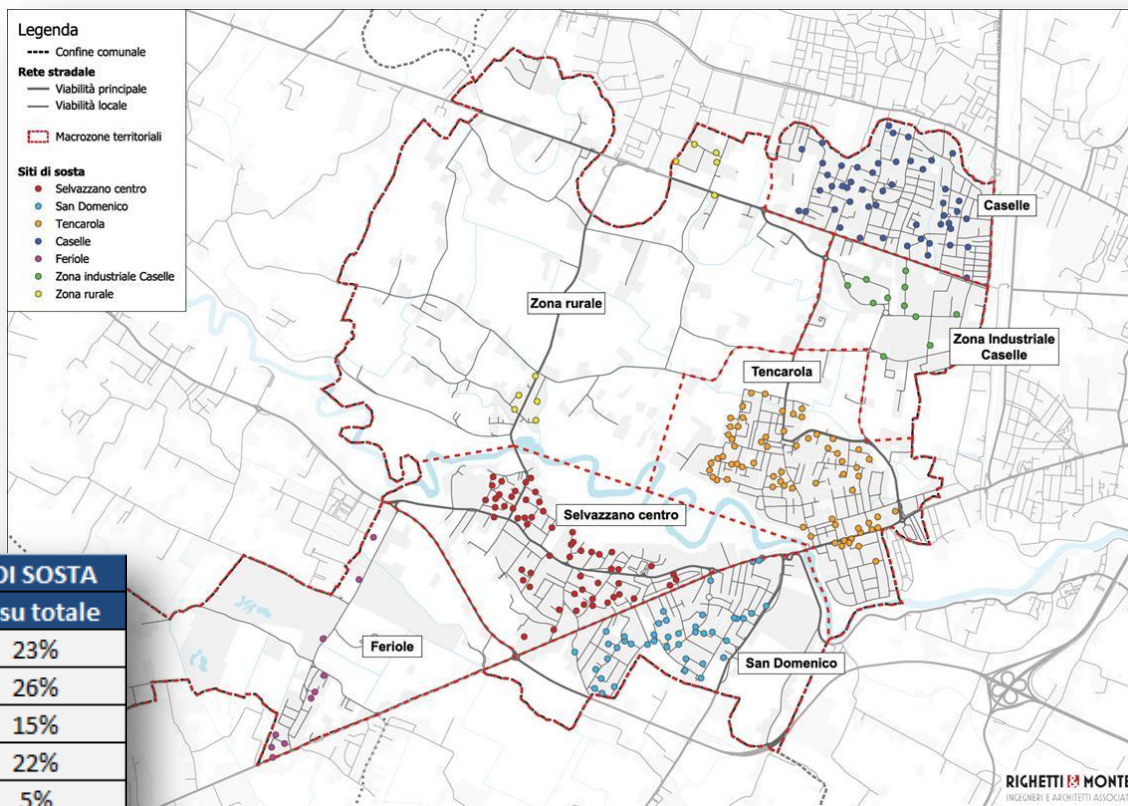 Legenda
Confine comunale
Rete stradale
Viabilità principale
Viabilità locale
Macrozone territoriali
Siti di sosta
Selvazzano centro
San Domenico
Tencarola
Caselle
Feriole
Zona industriale Caselle
Zona rurale
Caselle
Zona rurale
Zona Industriale
Caselle
Tencarola
Selvazzano centro
Feriole
San Domenico
DI SOSTA
su totale
23%
26%
15%
22%
5%
RIGHETTI & MONTE
INGEGNERI E ARCHITETTI ASSOCIAT